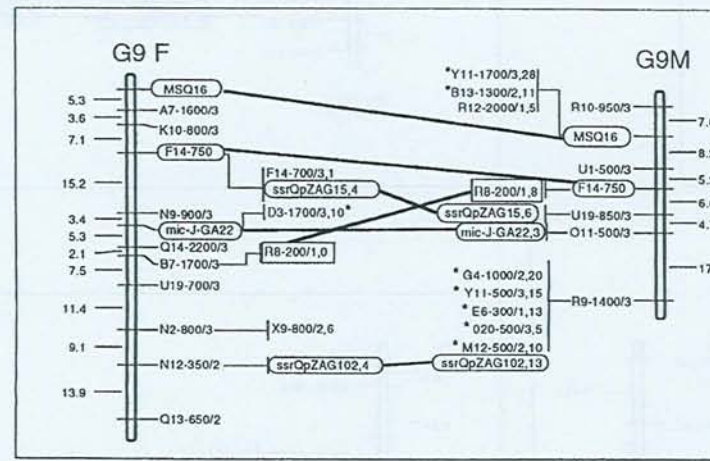 G9 F
G9M
MSQ16
5.3
A7-1600/3
3.6
K10-800/3
7.1
F14-750
15.2
F14-700/3,1
ssrQpZAG15,4
N9-900/3
D3-1700/3,10*
3.4
mic-J-GA22
5.3
Q14-2200/3
2.1
B7-1700/3
R8-200/1,0
7.5
U19-700/3
11.4
N2-800/3
X9-800/2,6
9.1
N12-350/2
ssrQpZAG102,4
13.9
Q13-650/2
*Y11-1700/3,28
*B13-1300/2,11
R12-2000/1,5
R10-950/3
MSQ16
U1-500/3
R8-200/1,8
F14-750
ssrQpZAG15,6
U19-850/3
mic-J-GA22,3
O11-500/3
*G4-1000/2,20
*Y11-500/3,15
*E6-300/1,13
*020-500/3,5
*M12-500/2,10
R9-1400/3
ssrQpZAG102,13